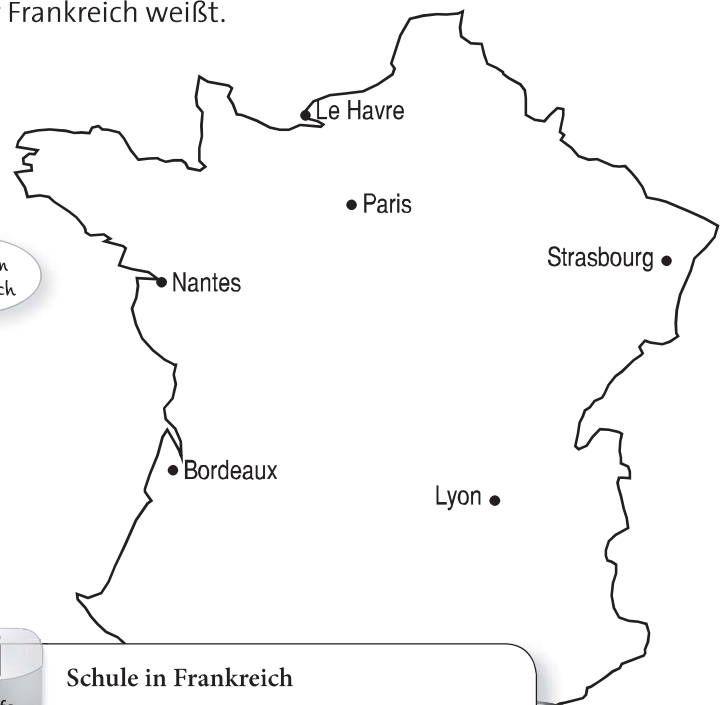 Frankreich weißt.
Le Havre
Paris
Strasbourg
Nantes
Bordeaux
Lyon
Schule in Frankreich